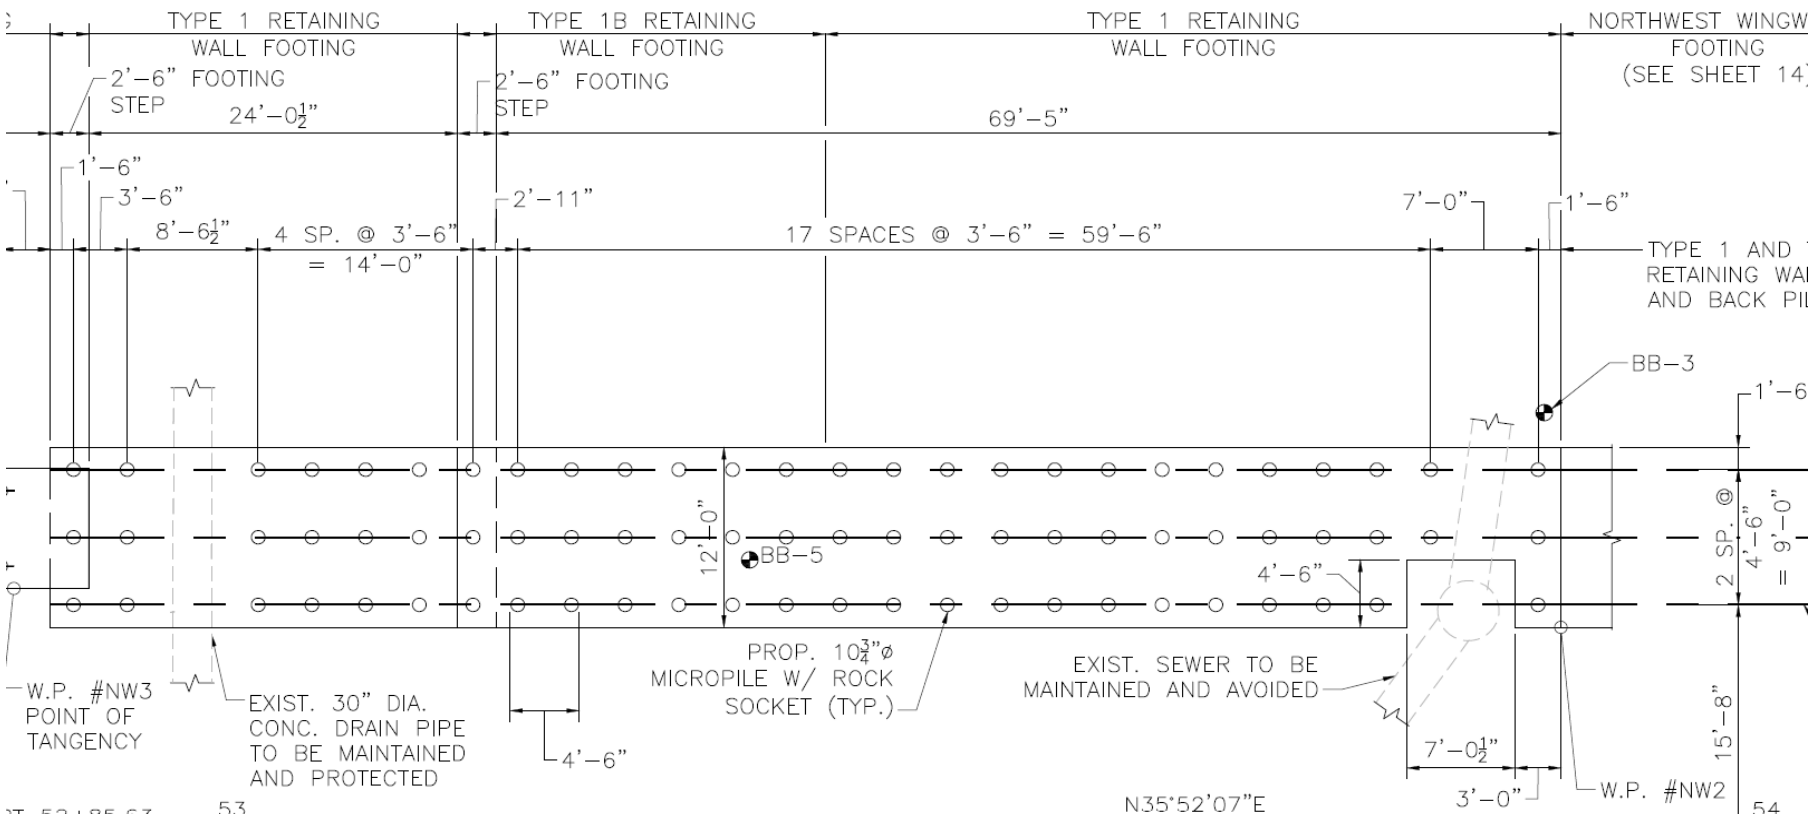 TYPE 1 RETAINING
WALL FOOTING
TYPE 1B RETAINING
WALL FOOTING
TYPE 1 RETAINING
WALL FOOTING
NORTHWEST WINGW
FOOTING
(SEE SHEET 14)
2'-6" FOOTING
STEP
24'-0½"
2'-6" FOOTING
STEP
69'-5"
1'-6"
3'-6"
8'-6½"
4 SP. @ 3'-6"
= 14'-0"
2'-11"
17 SPACES @ 3'-6" = 59'-6"
7'-0"
1'-6"
TYPE 1 AND
RETAINING WA
AND BACK PIL
BB-3
1'-6
12'-0"
BB-5
4'-6"
2 SP. @
4'-6"
= 9'-0"
W.P. #NW3
POINT OF
TANGENCY
EXIST. 30" DIA.
CONC. DRAIN PIPE
TO BE MAINTAINED
AND PROTECTED
4'-6"
PROP. 10¾"ø
MICROPILE W/ ROCK
SOCKET (TYP.)
EXIST. SEWER TO BE
MAINTAINED AND AVOIDED
7'-0½"
3'-0"
15'-8"
W.P. #NW2
53
N35°52'07"E
54